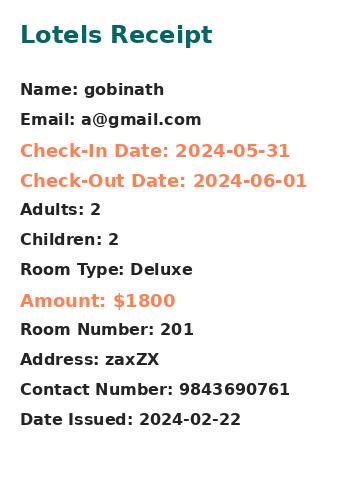 Lotels Receipt
Name: gobinath
Email: a@gmail.com
Check-In Date: 2024-05-31
Check-Out Date: 2024-06-01
Adults: 2
Children: 2
Room Type: Deluxe
Amount: $1800
Room Number: 201
Address: zaxZX
Contact Number: 9843690761
Date Issued: 2024-02-22